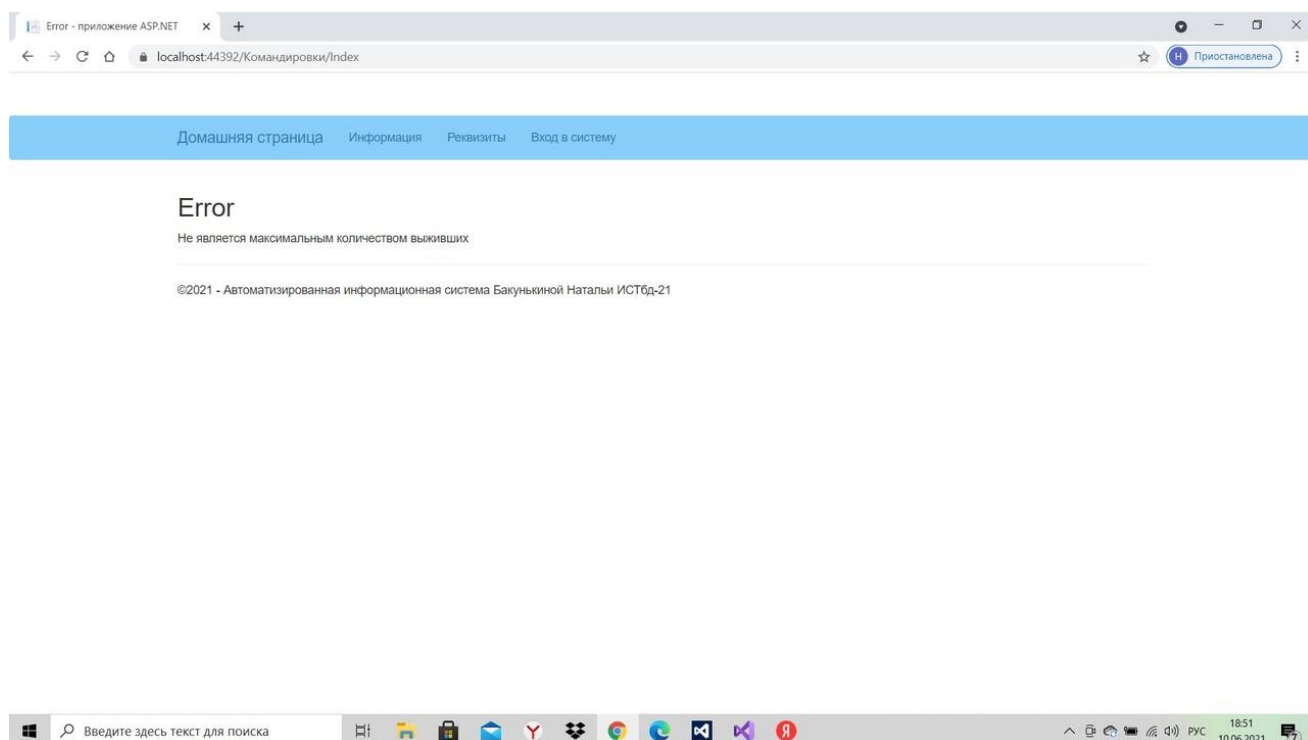 Error - приложение ASP.NET
localhost:44392/Командировки/Index
Н Приостановлена
Домашняя страница Информация Реквизиты Вход в систему
Error
Не является максимальным количеством выживших
©2021 - Автоматизированная информационная система Бакунькиной Натальи ИСТбд-21
Введите здесь текст для поиска
РУС
18:51
10.06.2021
7